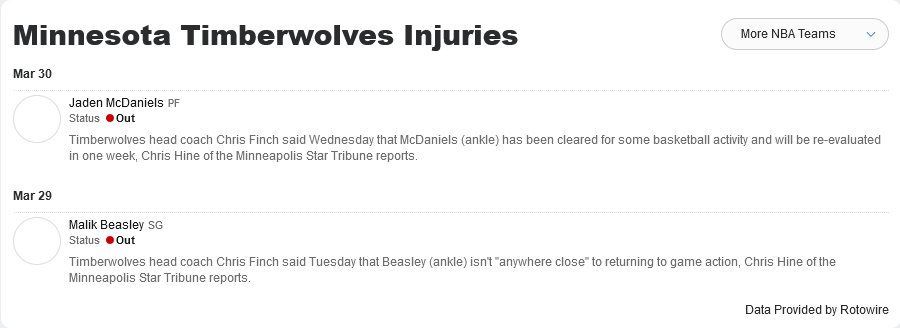 Minnesota Timberwolves Injuries
More NBA Teams
Mar 30
Jaden McDaniels PF
Status Out
Timberwolves head coach Chris Finch said Wednesday that McDaniels (ankle) has been cleared for some basketball activity and will be re-evaluated
in one week, Chris Hine of the Minneapolis Star Tribune reports.
Mar 29
Malik Beasley SG
Status Out
Timberwolves head coach Chris Finch said Tuesday that Beasley (ankle) isn't "anywhere close" to returning to game action, Chris Hine of the
Minneapolis Star Tribune reports.
Data Provided by Rotowire